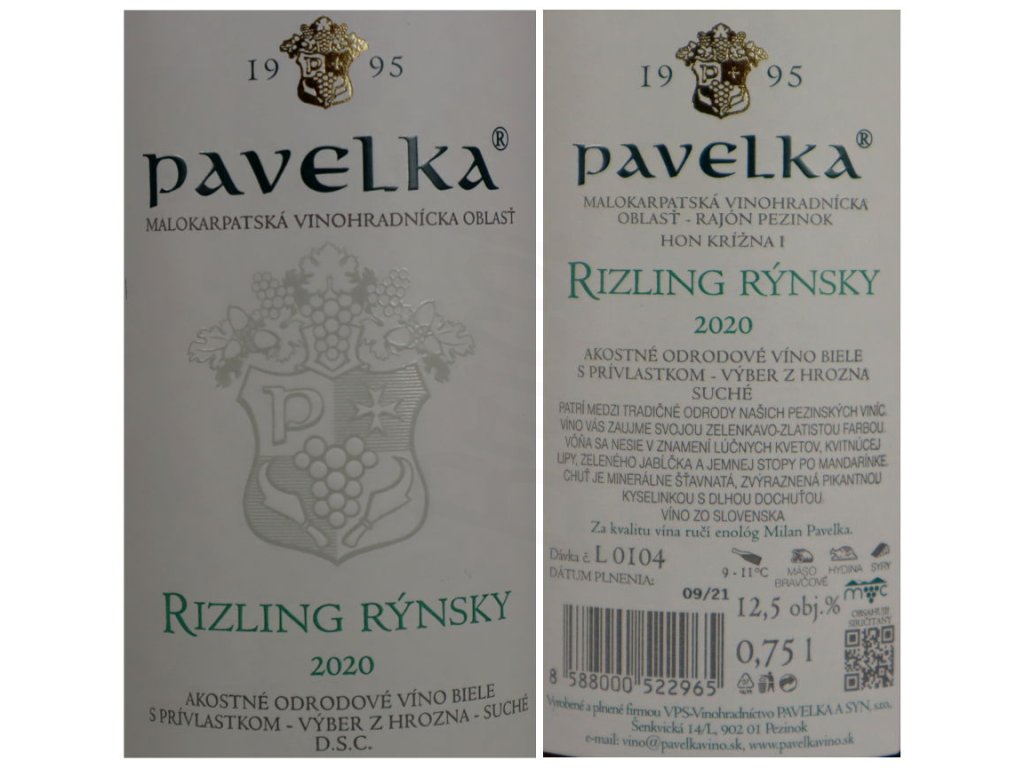 19 95
P
PAVELKA®
MALOKARPATSKÁ VINOHRADNÍCKA OBLASŤ
P
RIZLING RÝNSKY
2020
AKOSTNÉ ODRODOVÉ VÍNO BIELE
S PRÍVLASTKOM - VÝBER Z HROZNA - SUCHÉ
D.S.C.
19 95
P
PAVELKA®
MALOKARPATSKÁ VINOHRADNÍCKA
OBLASŤ - RAJÓN PEZINOK
HON KRÍŽNA I
RIZLING RÝNSKY
2020
AKOSTNÉ ODRODOVÉ VÍNO BIELE
S PRÍVLASTKOM - VÝBER Z HROZNA
SUCHÉ
PATRÍ MEDZI TRADIČNÉ ODRODY NAŠICH PEZINSKÝCH VINÍC.
VÍNO VÁS ZAUJME SVOJOU ZELENKAVO-ZLATISTOU FARBOU.
VÔŇA SA NESIE V ZNAMENÍ LÚČNYCH KVETOV, KVITNÚCEJ
LIPY, ZELENÉHO JABĹČKA A JEMNEJ STOPY PO MANDARÍNKE.
CHUŤ JE MINERÁLNE ŠŤAVNATÁ, ZVÝRAZNENÁ PIKANTNOU
KYSELINKOU S DLHOU DOCHUŤOU.
VÍNO ZO SLOVENSKA
Za kvalitu vína ručí enológ Milan Pavelka.
Dávka č. L 0104
DÁTUM PLNENIA:
09/21
9 - 11°C
MÄSO BRAVČOVÉ
HYDINA
SYRY
12,5 obj.%
OBSAHUJE
SIRIČITANY
0,75 l
8 588000 522965
Vyrobené a plnené firmou VPS-Vinohradníctvo PAVELKA A SYN, s.r.o.
Šenkvická 14/L, 902 01 Pezinok
e-mail: vino@pavelkavino.sk, www.pavelkavino.sk